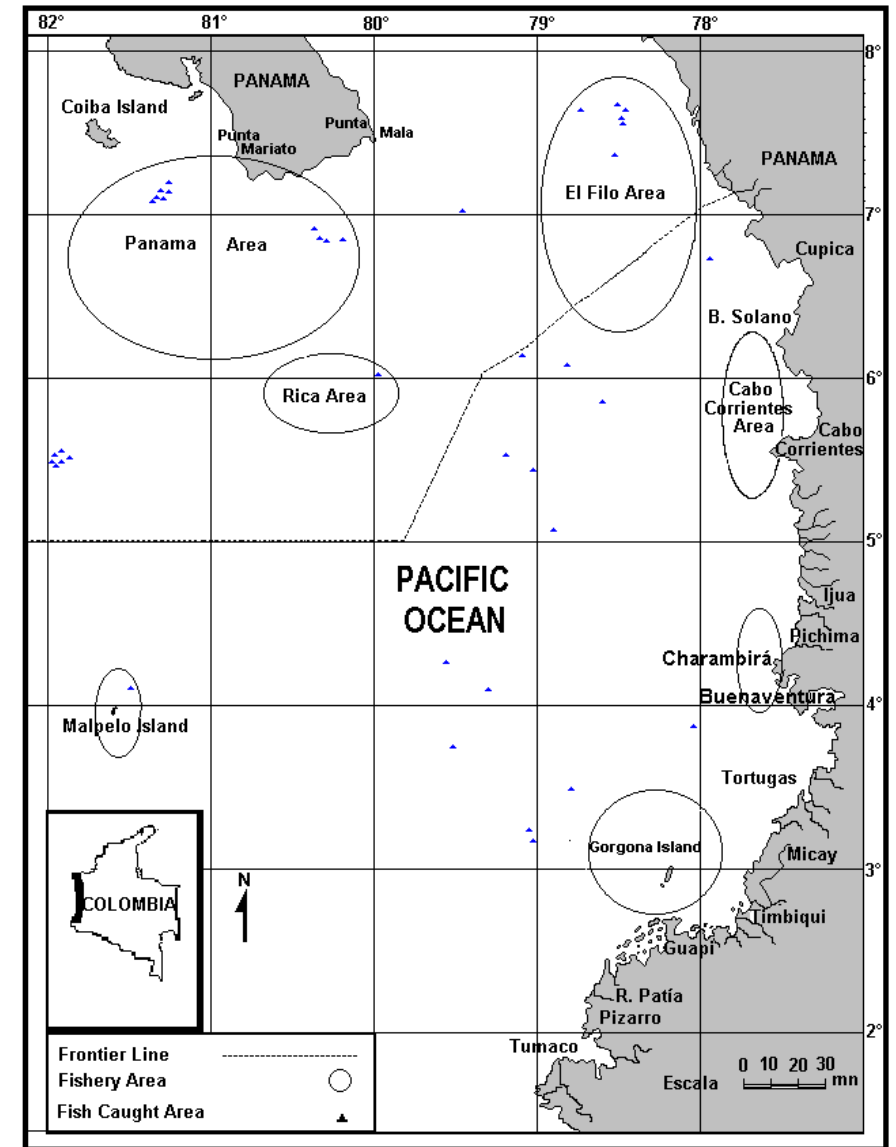 82° 81° 80° 79° 78°
8°
PANAMA
Coiba Island
Punta
Mariato
Punta
Mala
PANAMA
El Filo Area
7°
Panama Area
Cupica
B. Solano
6°
Rica Area
Cabo
Corrientes
Area
Cabo
Corrientes
5°
PACIFIC
OCEAN
Ijua
Pichima
Charambirá
Buenaventura
4°
Malpelo Island
Tortugas
Gorgona Island
Micay
3°
N
COLOMBIA
Timbiqui
Guapi
R. Patía
Pizarro
2°
Tumaco
Frontier Line
Fishery Area
Fish Caught Area
Escala
0 10 20 30
mn